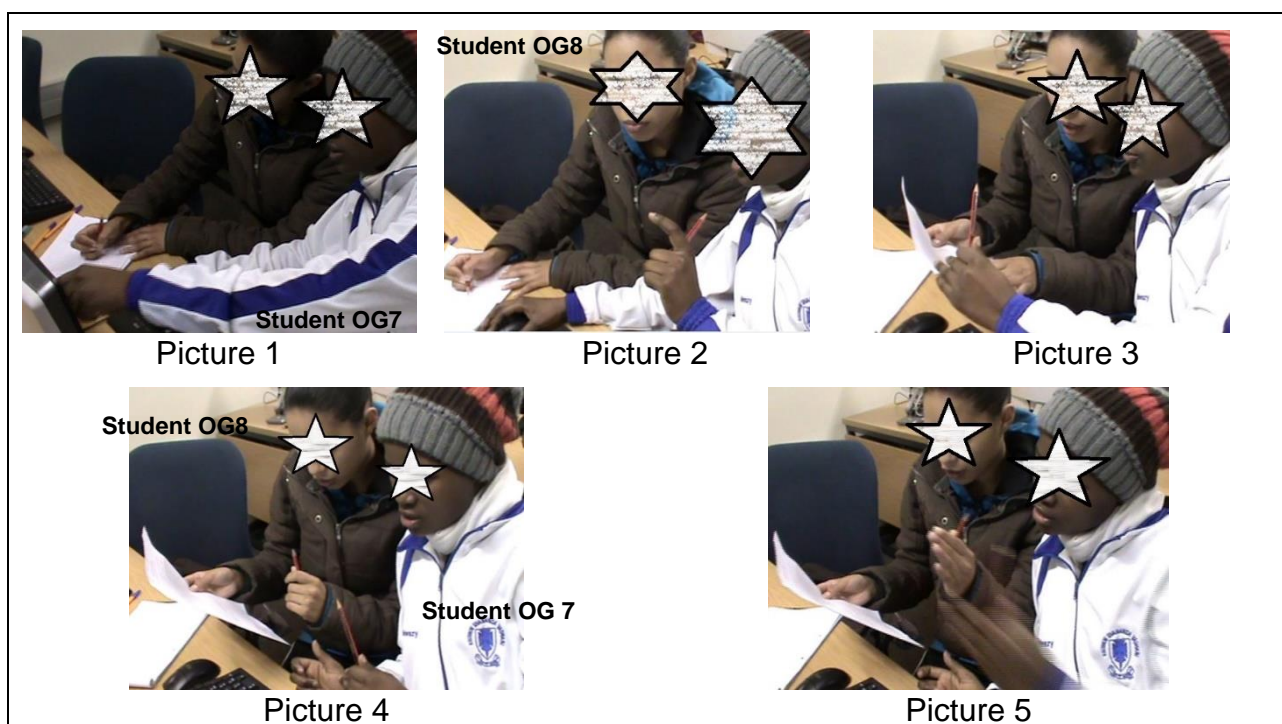 Student OG8
Student OG7
Picture 1
Picture 2
Picture 3
Student OG8
Student OG 7
Picture 4
Picture 5